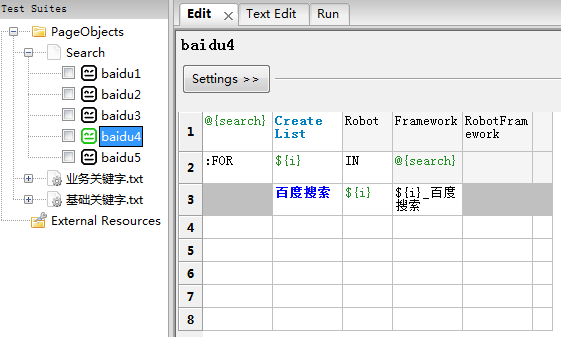 Test Suites
PageObjects
Search
baidu1
baidu2
baidu3
baidu4
baidu5
业务关键字.txt
基础关键字.txt
External Resources
Edit
Text Edit
Run
baidu4
Settings >>
1 @{search} Create List Robot Framework RobotFramework
2 :FOR ${i} IN @{search}
3 百度搜索 ${i} ${i}_百度搜索
4
5
6
7
8